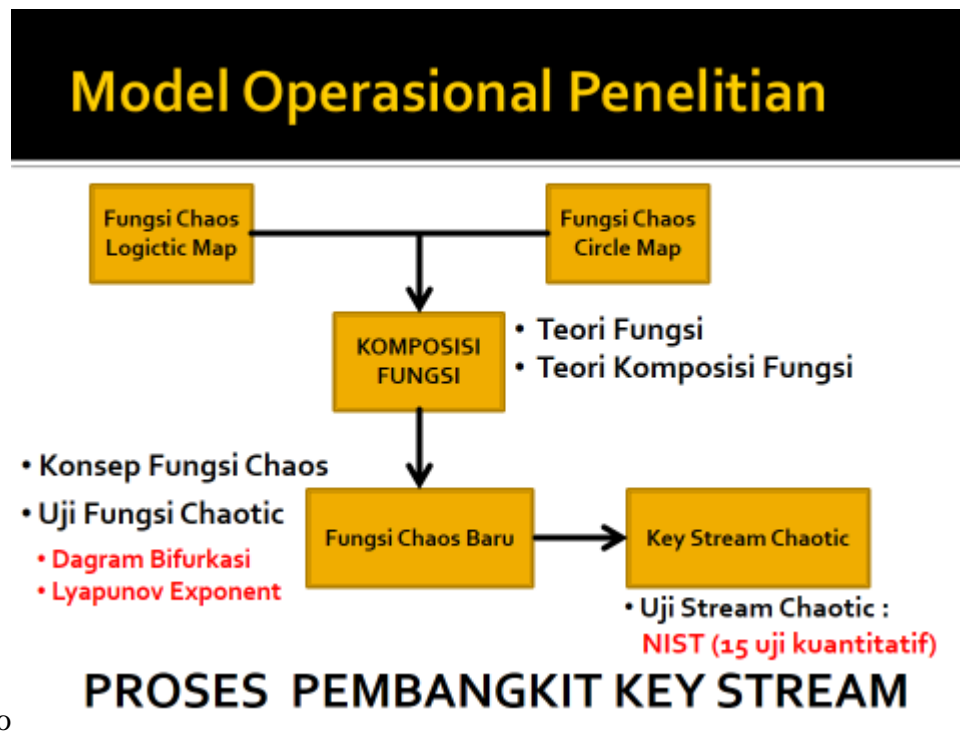 Model Operasional Penelitian
Fungsi Chaos
Logictic Map
Fungsi Chaos
Circle Map
KOMPOSISI
FUNGSI
• Teori Fungsi
• Teori Komposisi Fungsi
• Konsep Fungsi Chaos
• Uji Fungsi Chaotic
• Dagram Bifurkasi
• Lyapunov Exponent
Fungsi Chaos Baru
Key Stream Chaotic
• Uji Stream Chaotic :
NIST (15 uji kuantitatif)
PROSES PEMBANGKIT KEY STREAM